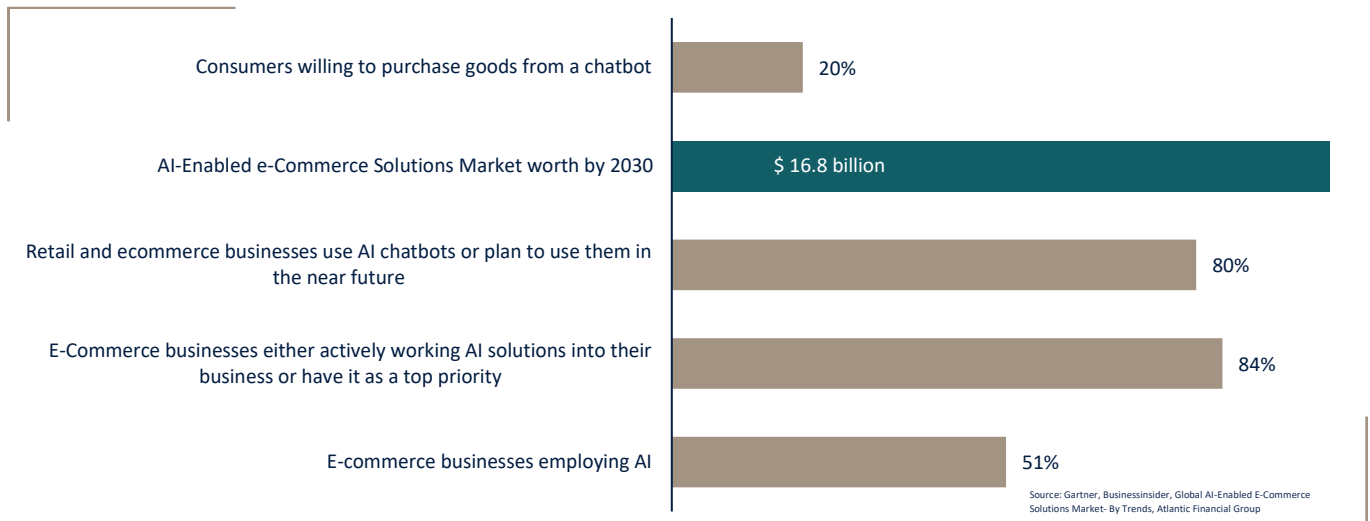 Consumers willing to purchase goods from a chatbot
20%
AI-Enabled e-Commerce Solutions Market worth by 2030
$ 16.8 billion
Retail and ecommerce businesses use AI chatbots or plan to use them in
the near future
80%
E-Commerce businesses either actively working AI solutions into their
business or have it as a top priority
84%
E-commerce businesses employing AI
51%
Source: Gartner, Businessinsider, Global AI-Enabled E-Commerce
Solutions Market- By Trends, Atlantic Financial Group